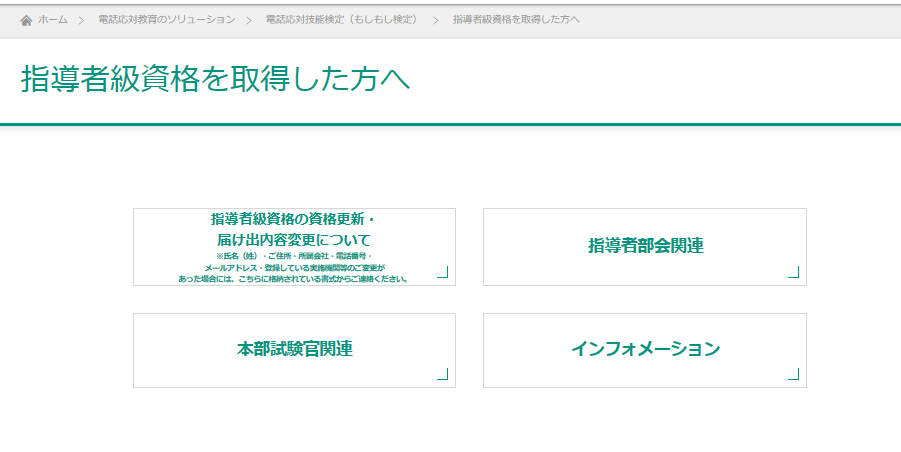 ホーム　電話応対教育のソリューション　電話応対技能検定（もしもし検定）　指導者級資格を取得した方へ
指導者級資格を取得した方へ
指導者級資格の資格更新・
届け出内容変更について
※氏名（姓）・ご住所・所属会社・電話番号・
メールアドレス・登録している実施機関等のご変更が
あった場合には、こちらに格納されている書式からご連絡ください。
指導者部会関連
本部試験官関連
インフォメーション